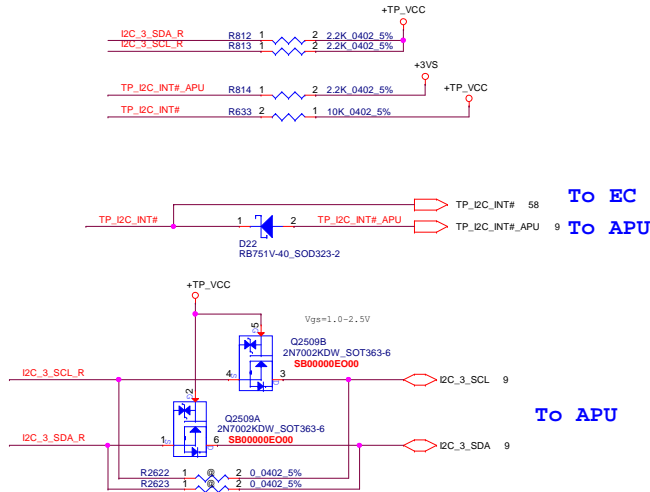 +TP_VCC
I2C_3_SDA_R R812 1 2 2.2K_0402_5%
I2C_3_SCL_R R813 1 2 2.2K_0402_5%
+3VS
TP_I2C_INT#_APU R814 1 2 2.2K_0402_5%
+TP_VCC
TP_I2C_INT# R633 2 1 10K_0402_5%
TP_I2C_INT# 58 To EC
TP_I2C_INT# 1 2 TP_I2C_INT#_APU TP_I2C_INT#_APU 9 To APU
D22
RB751V-40_SOD323-2
+TP_VCC
Vgs=1.0-2.5V
5
G
Q2509B
2N7002KDW_SOT363-6
SB00000EO00
I2C_3_SCL_R 4 S D 3 I2C_3_SCL 9
2
G
Q2509A
2N7002KDW_SOT363-6
SB00000EO00
To APU
I2C_3_SDA_R 1 S D 6 I2C_3_SDA 9
R2622 1 @ 2 0_0402_5%
R2623 1 @ 2 0_0402_5%